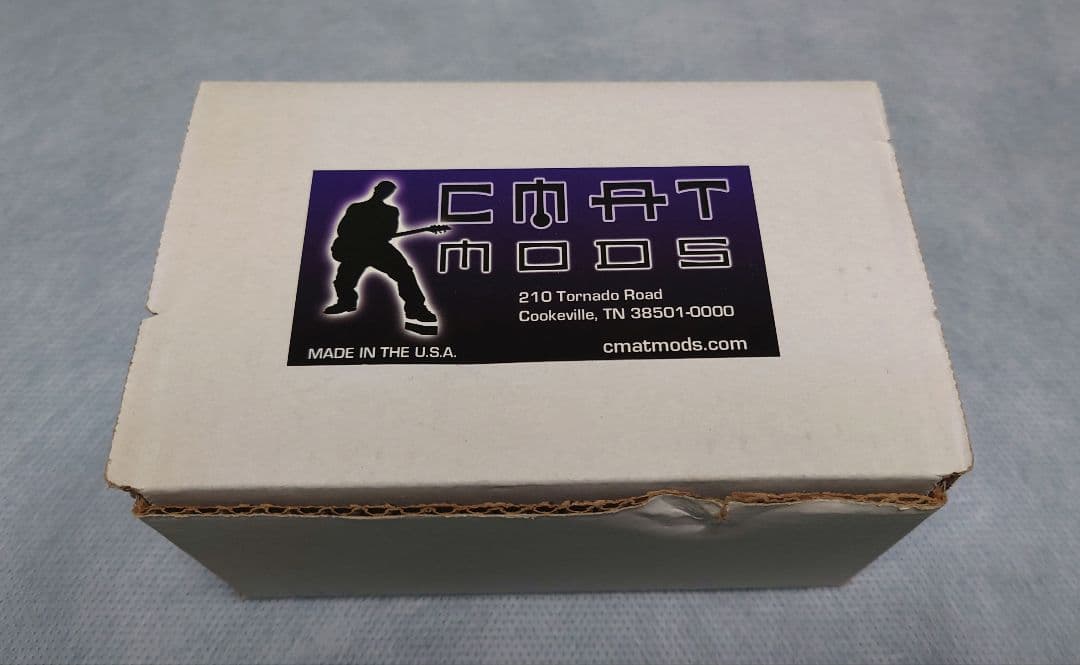 CMAT
MODS
210 Tornado Road
Cookeville, TN 38501-0000
MADE IN THE U.S.A.
cmatmods.com